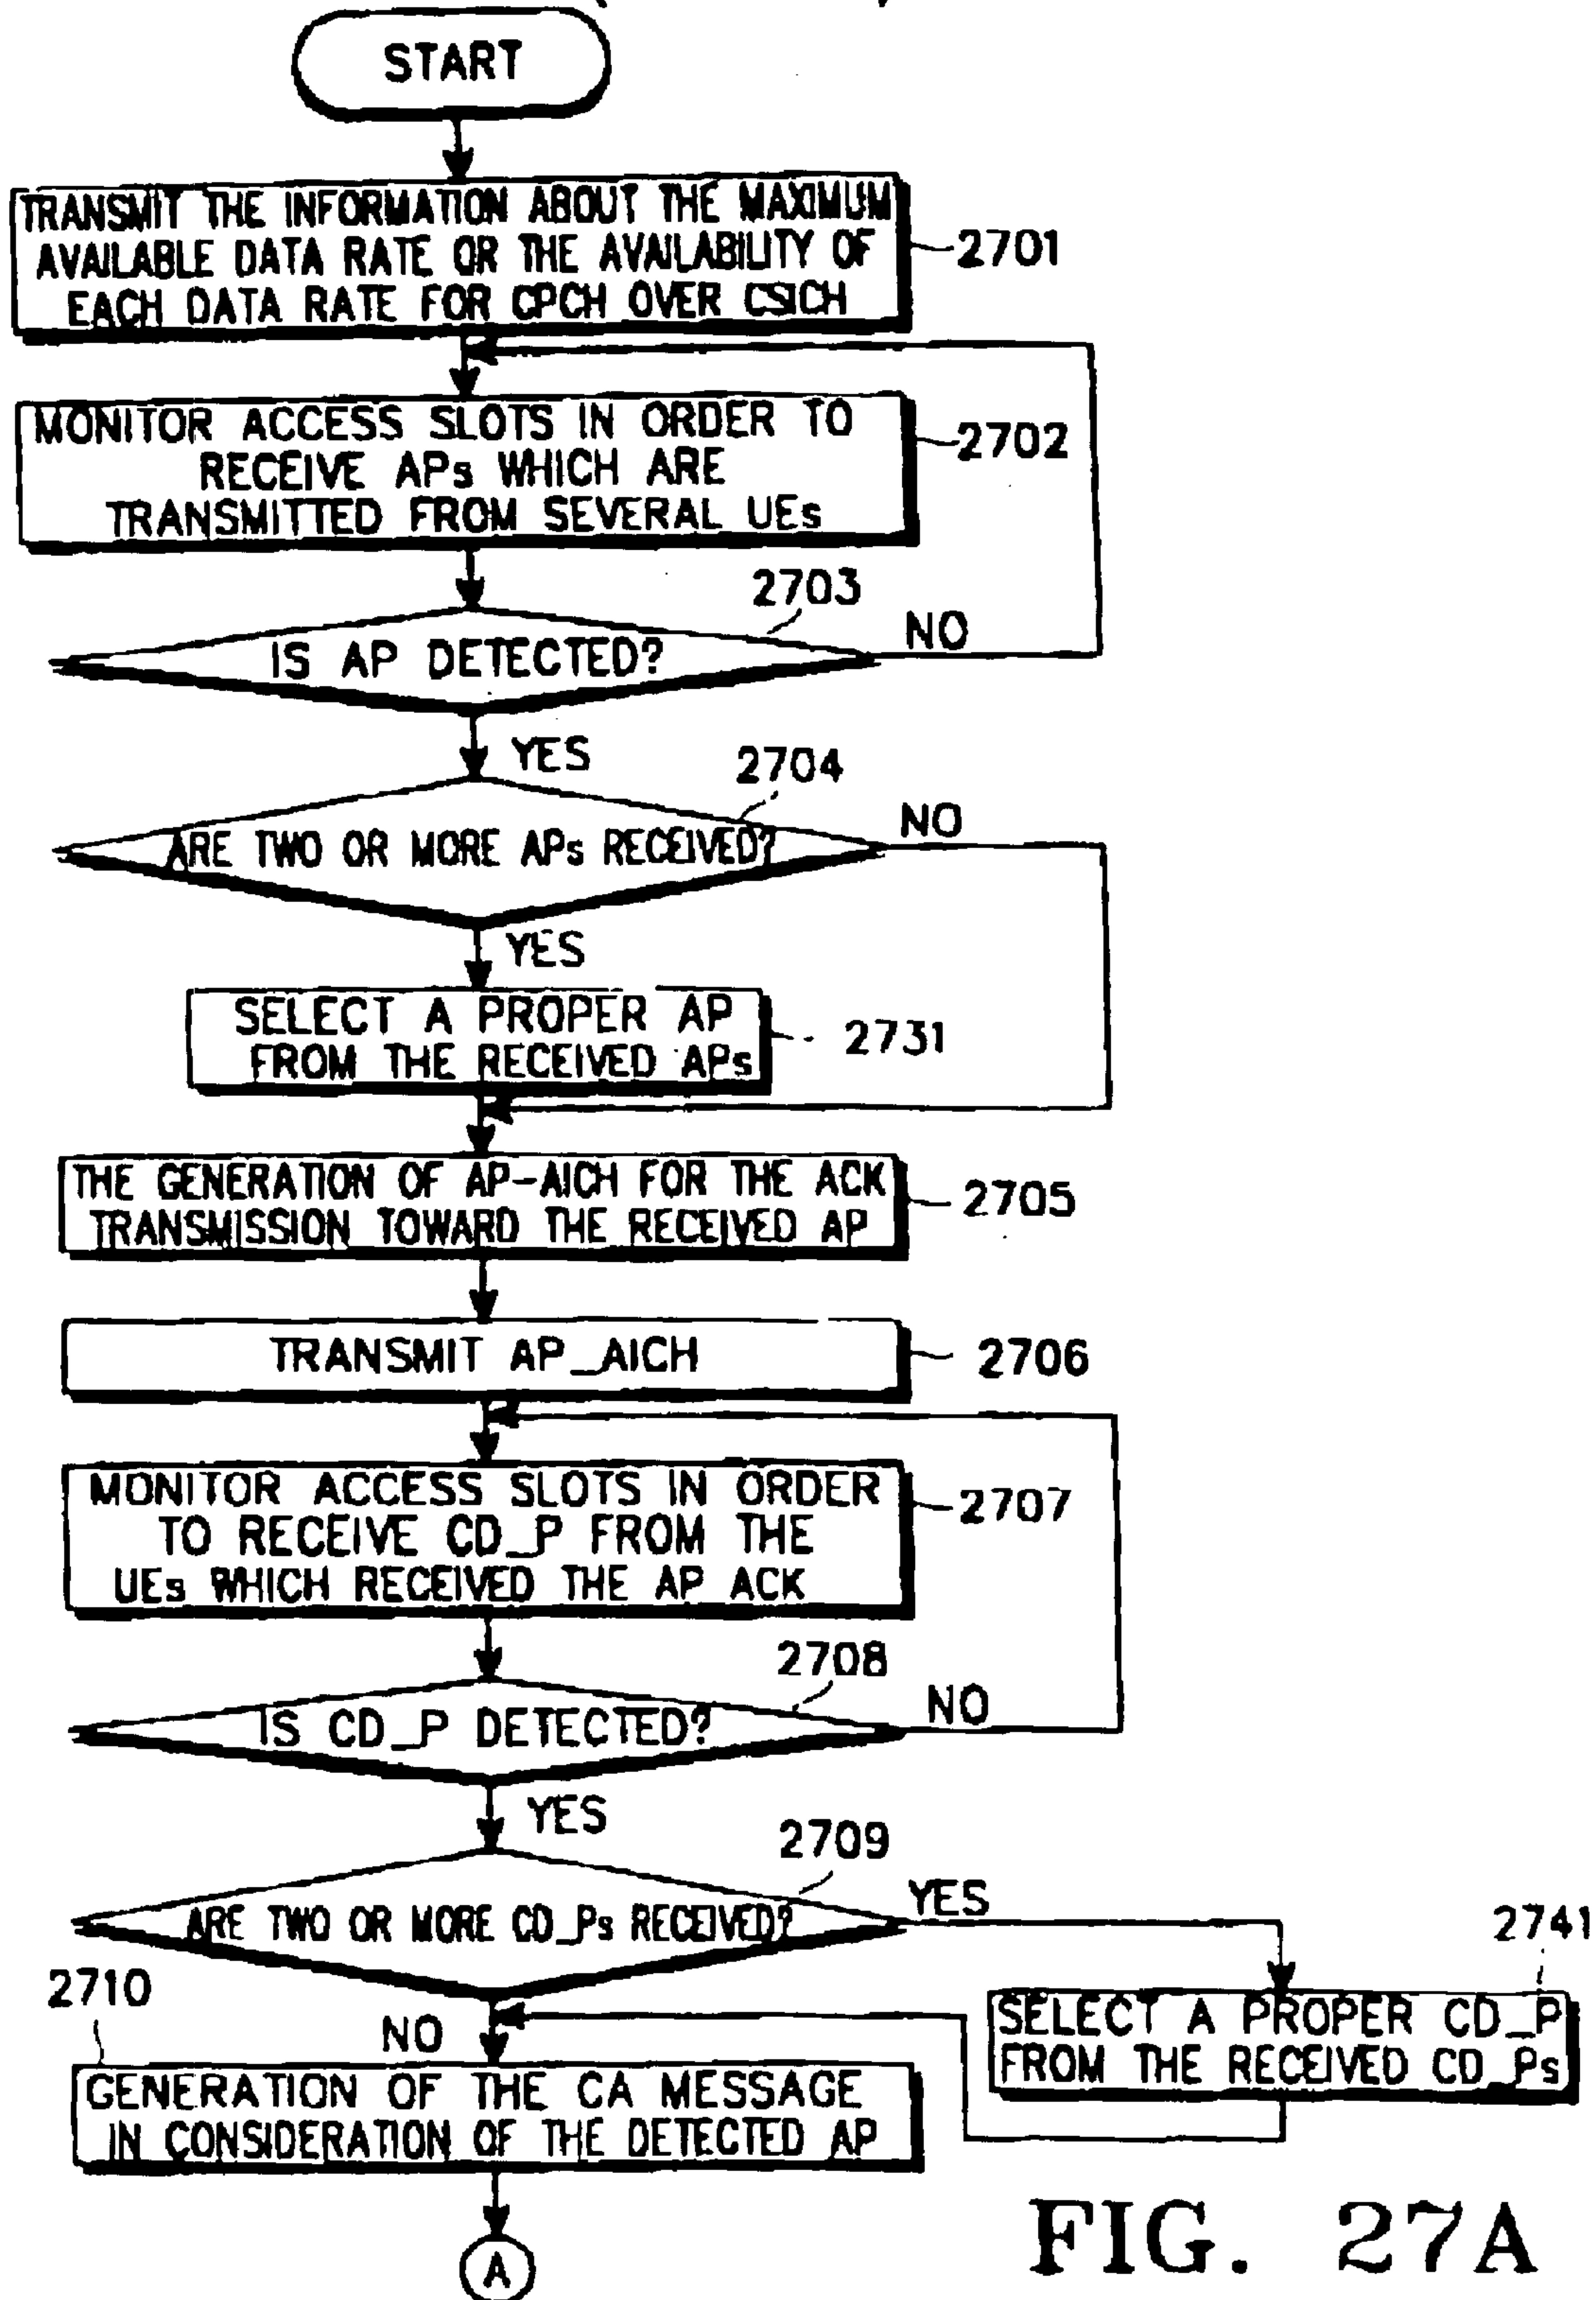 START
TRANSMIT THE INFORMATION ABOUT THE MAXIMUM
AVAILABLE DATA RATE OR THE AVAILABILITY OF
EACH DATA RATE FOR CPCH OVER CSICH
2701
MONITOR ACCESS SLOTS IN ORDER TO
RECEIVE APs WHICH ARE
TRANSMITTED FROM SEVERAL UEs
2702
2703
IS AP DETECTED?
NO
YES
2704
ARE TWO OR MORE APs RECEIVED?
NO
YES
SELECT A PROPER AP
FROM THE RECEIVED APs
2731
THE GENERATION OF AP-AICH FOR THE ACK
TRANSMISSION TOWARD THE RECEIVED AP
2705
TRANSMIT AP_AICH
2706
MONITOR ACCESS SLOTS IN ORDER
TO RECEIVE CD_P FROM THE
UEs WHICH RECEIVED THE AP ACK
2707
2708
IS CD_P DETECTED?
NO
YES
2709
ARE TWO OR MORE CD_Ps RECEIVED?
YES
2741
SELECT A PROPER CD_P
FROM THE RECEIVED CD_Ps
2710
NO
GENERATION OF THE CA MESSAGE
IN CONSIDERATION OF THE DETECTED AP
A
FIG. 27A